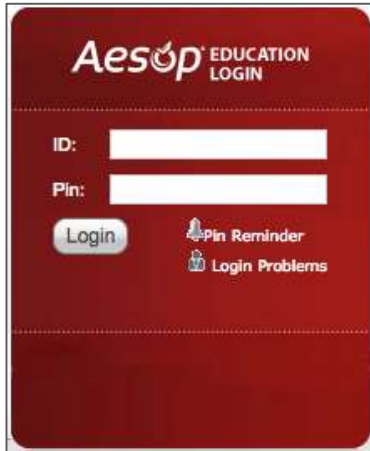 Aesop EDUCATION
LOGIN
ID:
Pin:
Login Pin Reminder
Login Problems